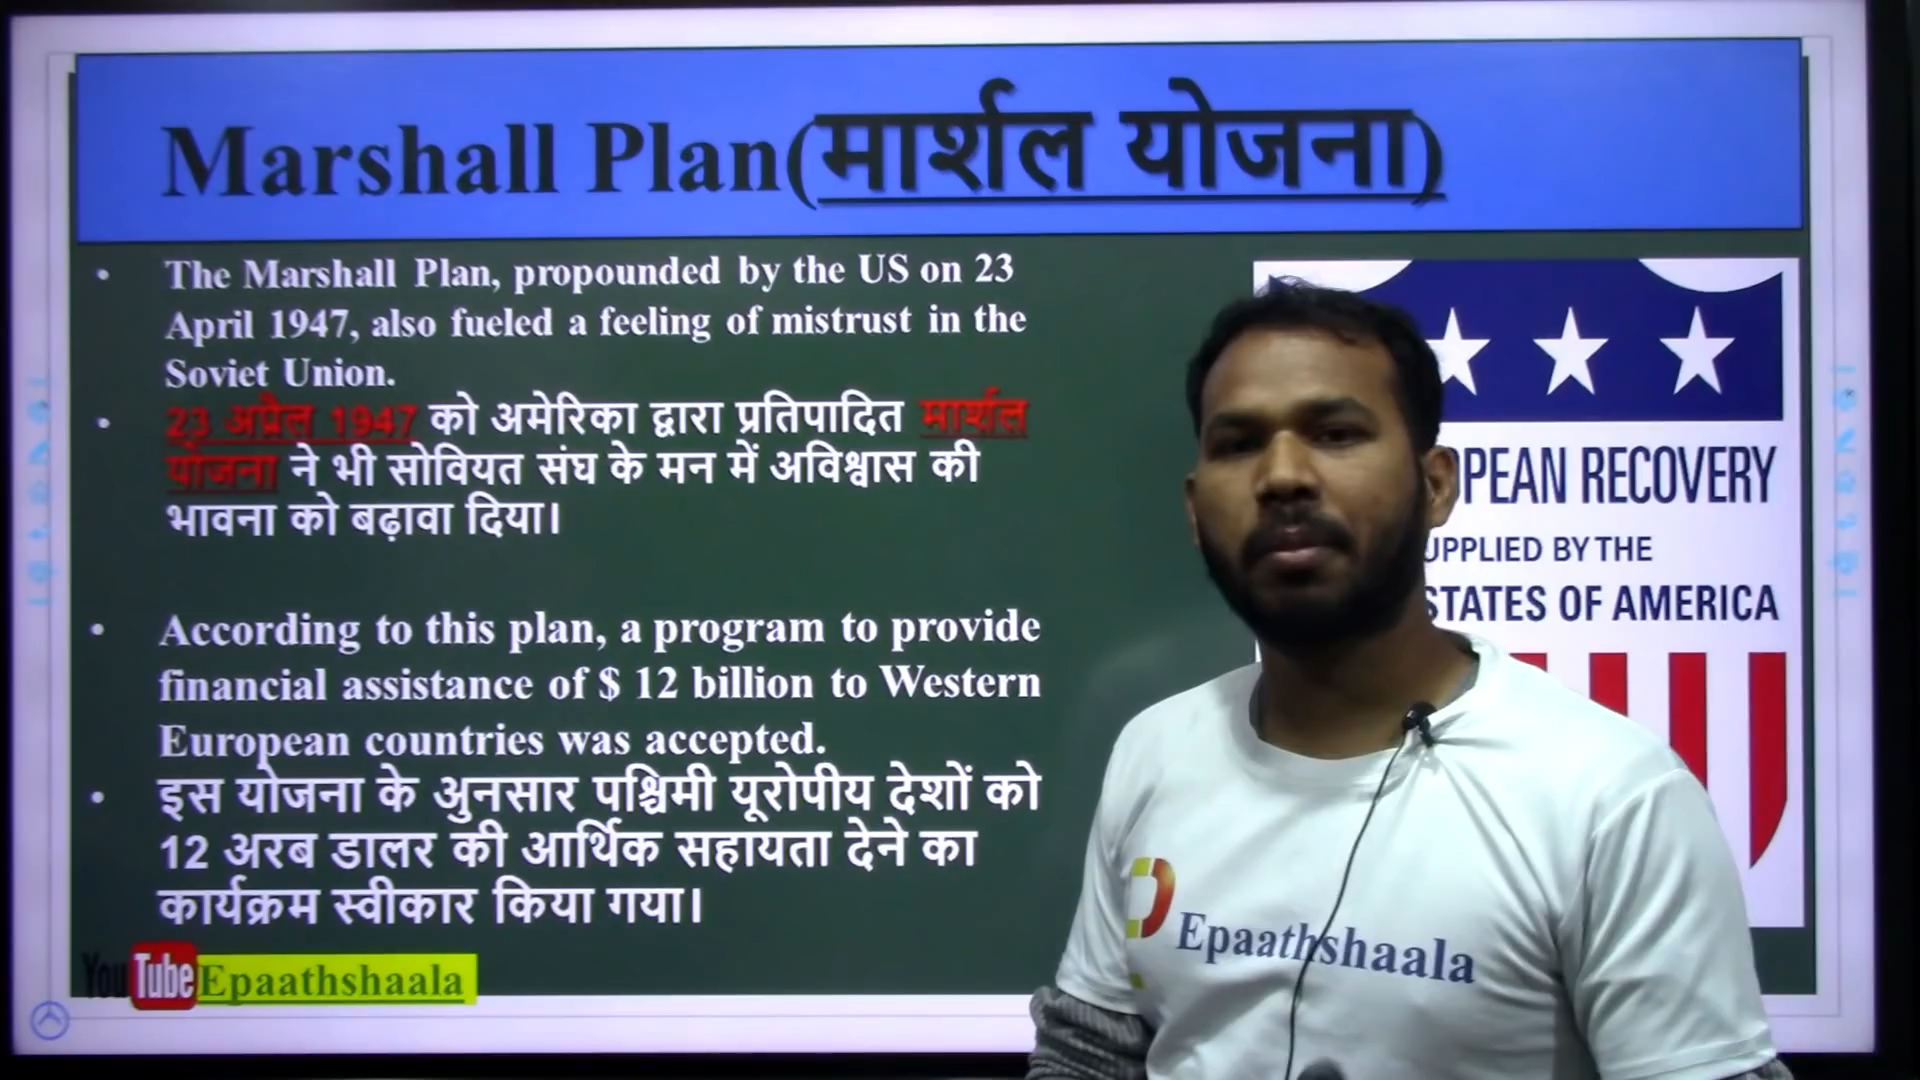 Marshall Plan(मार्शल योजना)
The Marshall Plan, propounded by the US on 23
April 1947, also fueled a feeling of mistrust in the
Soviet Union.
23 अप्रैल 1947 को अमेरिका द्वारा प्रतिपादित मार्शल
योजना ने भी सोवियत संघ के मन में अविश्वास की
भावना को बढ़ावा दिया।
According to this plan, a program to provide
financial assistance of $ 12 billion to Western
European countries was accepted.
इस योजना के अुनसार पश्चिमी यूरोपीय देशों को
12 अरब डालर की आर्थिक सहायता देने का
कार्यक्रम स्वीकार किया गया।
YouTube Epaathshaala
RECOVERY
BY THE
STATES OF AMERICA
Epaathshaala